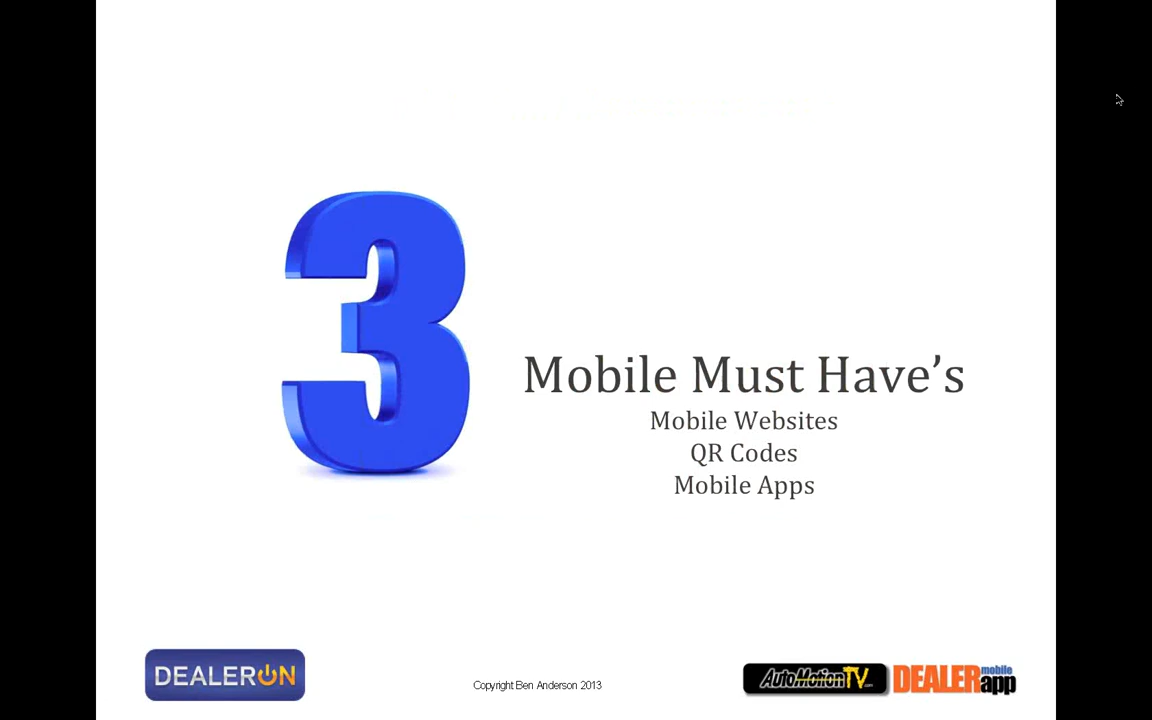 3
Mobile Must Have’s
Mobile Websites
QR Codes
Mobile Apps
DEALERON
Copyright Ben Anderson 2013
AutoMotionTV.com
DEALER mobile app